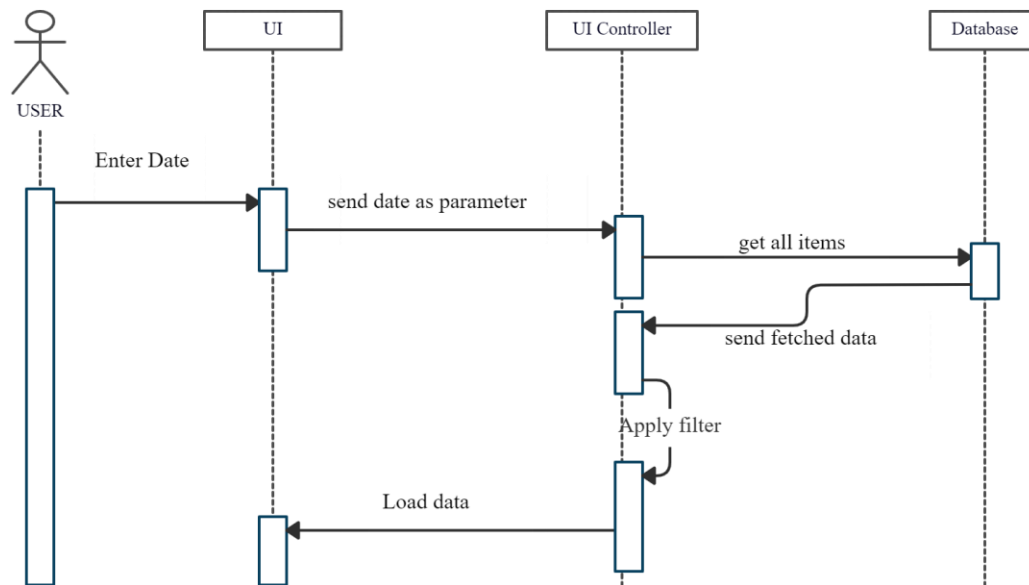 UI
UI Controller
Database
USER
Enter Date
send date as parameter
get all items
send fetched data
Apply filter
Load data